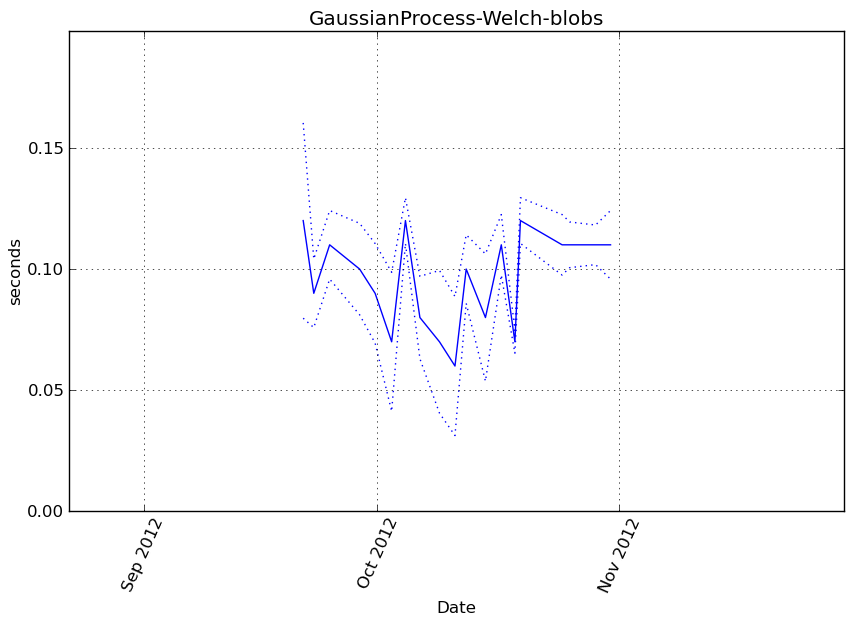 GaussianProcess-Welch-blobs
seconds
0.15
0.10
0.05
0.00
Sep 2012
Oct 2012
Nov 2012
Date